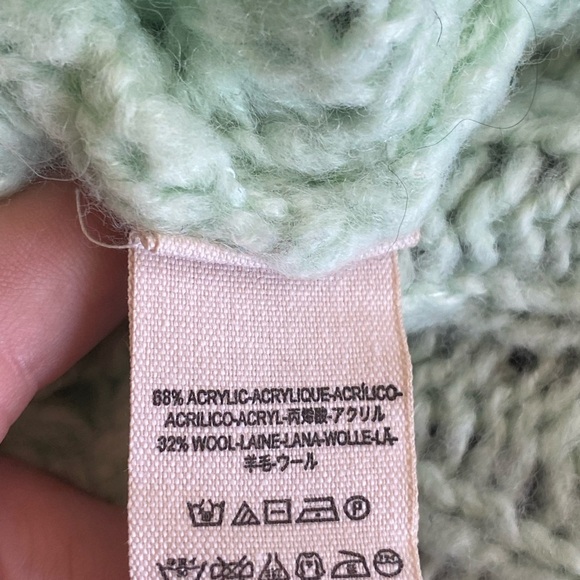 68% ACRYLIC-ACRYLIQUE-ACRÍLICO-
ACRILICO-ACRYL-丙烯酸-アクリル
32% WOOL-LAINE-LANA-WOLLE-LÃ-
羊毛-ウール
P